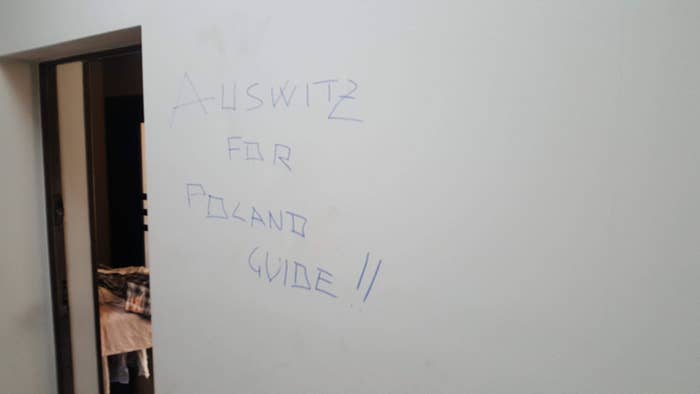 AUSWITZ
FOR
POLAND
GUIDE!!